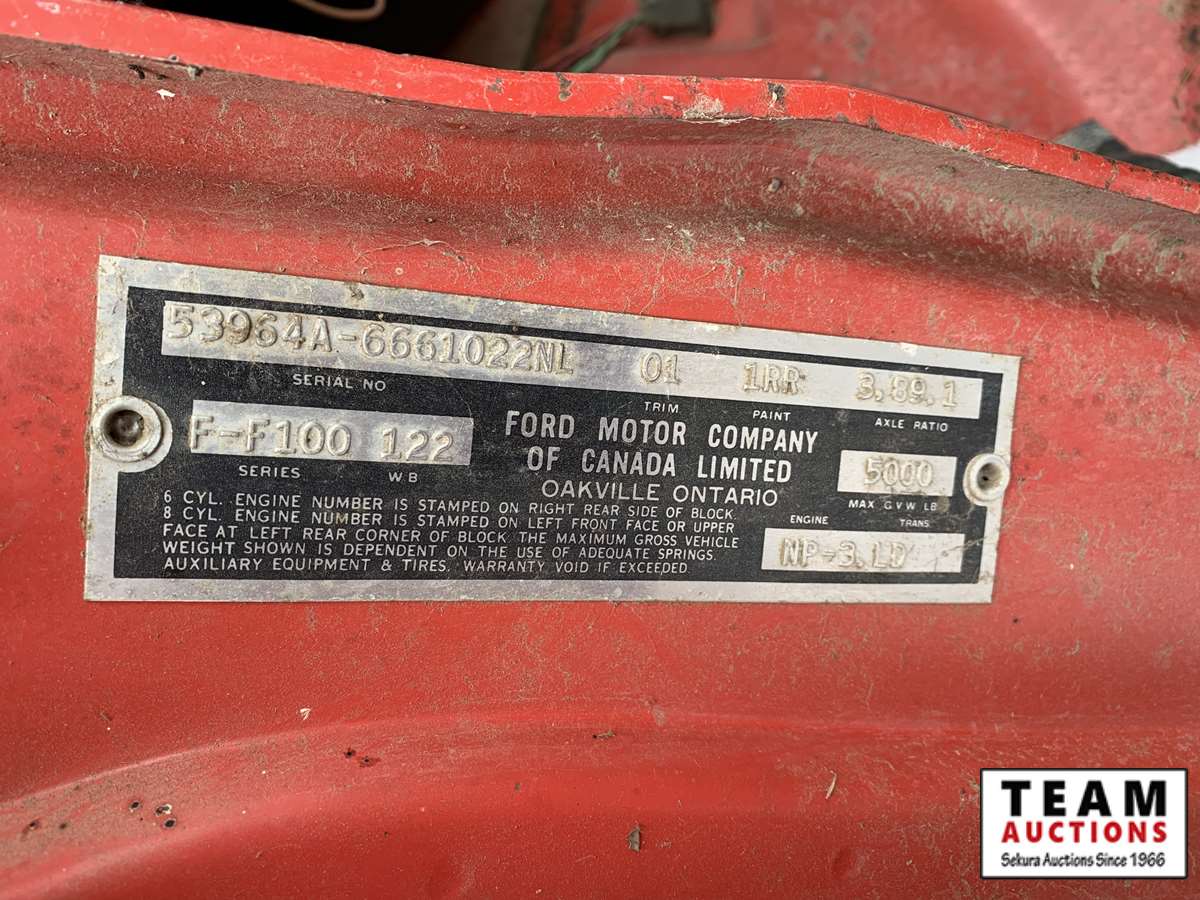 53964A-6661022NL 01 1RR 3.89.1
SERIAL NO TRIM PAINT AXLE RATIO
F-F100 122
SERIES WB
FORD MOTOR COMPANY
OF CANADA LIMITED
OAKVILLE ONTARIO
5000
MAX G.V.W LB
6 CYL. ENGINE NUMBER IS STAMPED ON RIGHT REAR SIDE OF BLOCK.
8 CYL. ENGINE NUMBER IS STAMPED ON LEFT FRONT FACE OR UPPER
FACE AT LEFT REAR CORNER OF BLOCK. THE MAXIMUM GROSS VEHICLE
WEIGHT SHOWN IS DEPENDENT ON THE USE OF ADEQUATE SPRINGS.
AUXILIARY EQUIPMENT & TIRES. WARRANTY VOID IF EXCEEDED.
ENGINE TRANS
NP-3.LD
TEAM
AUCTIONS
Sekura Auctions Since 1966